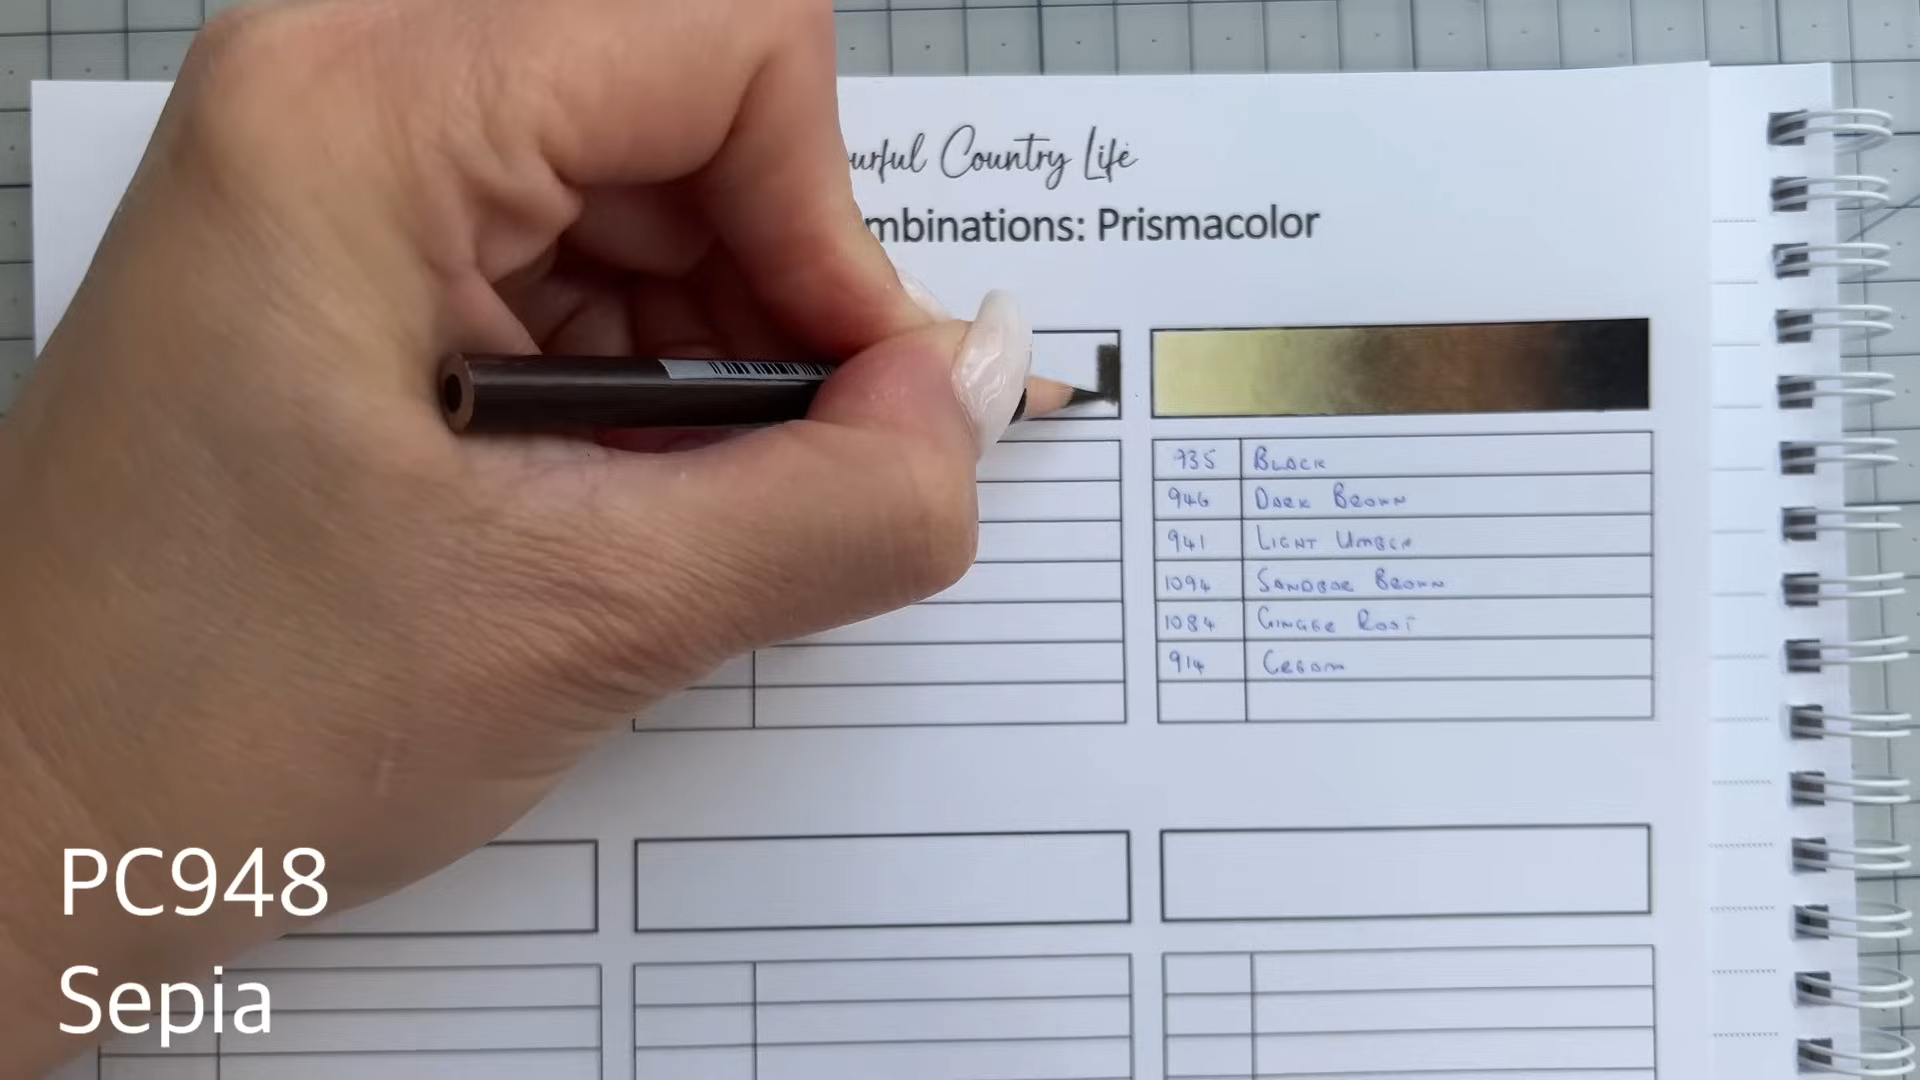 urful Country Life
mbinations: Prismacolor
935 BLACK
946 DARK BROWN
941 LIGHT UMBER
1094 SANDBAR BROWN
1084 GINGER ROOT
914 CREAM
PC948
Sepia